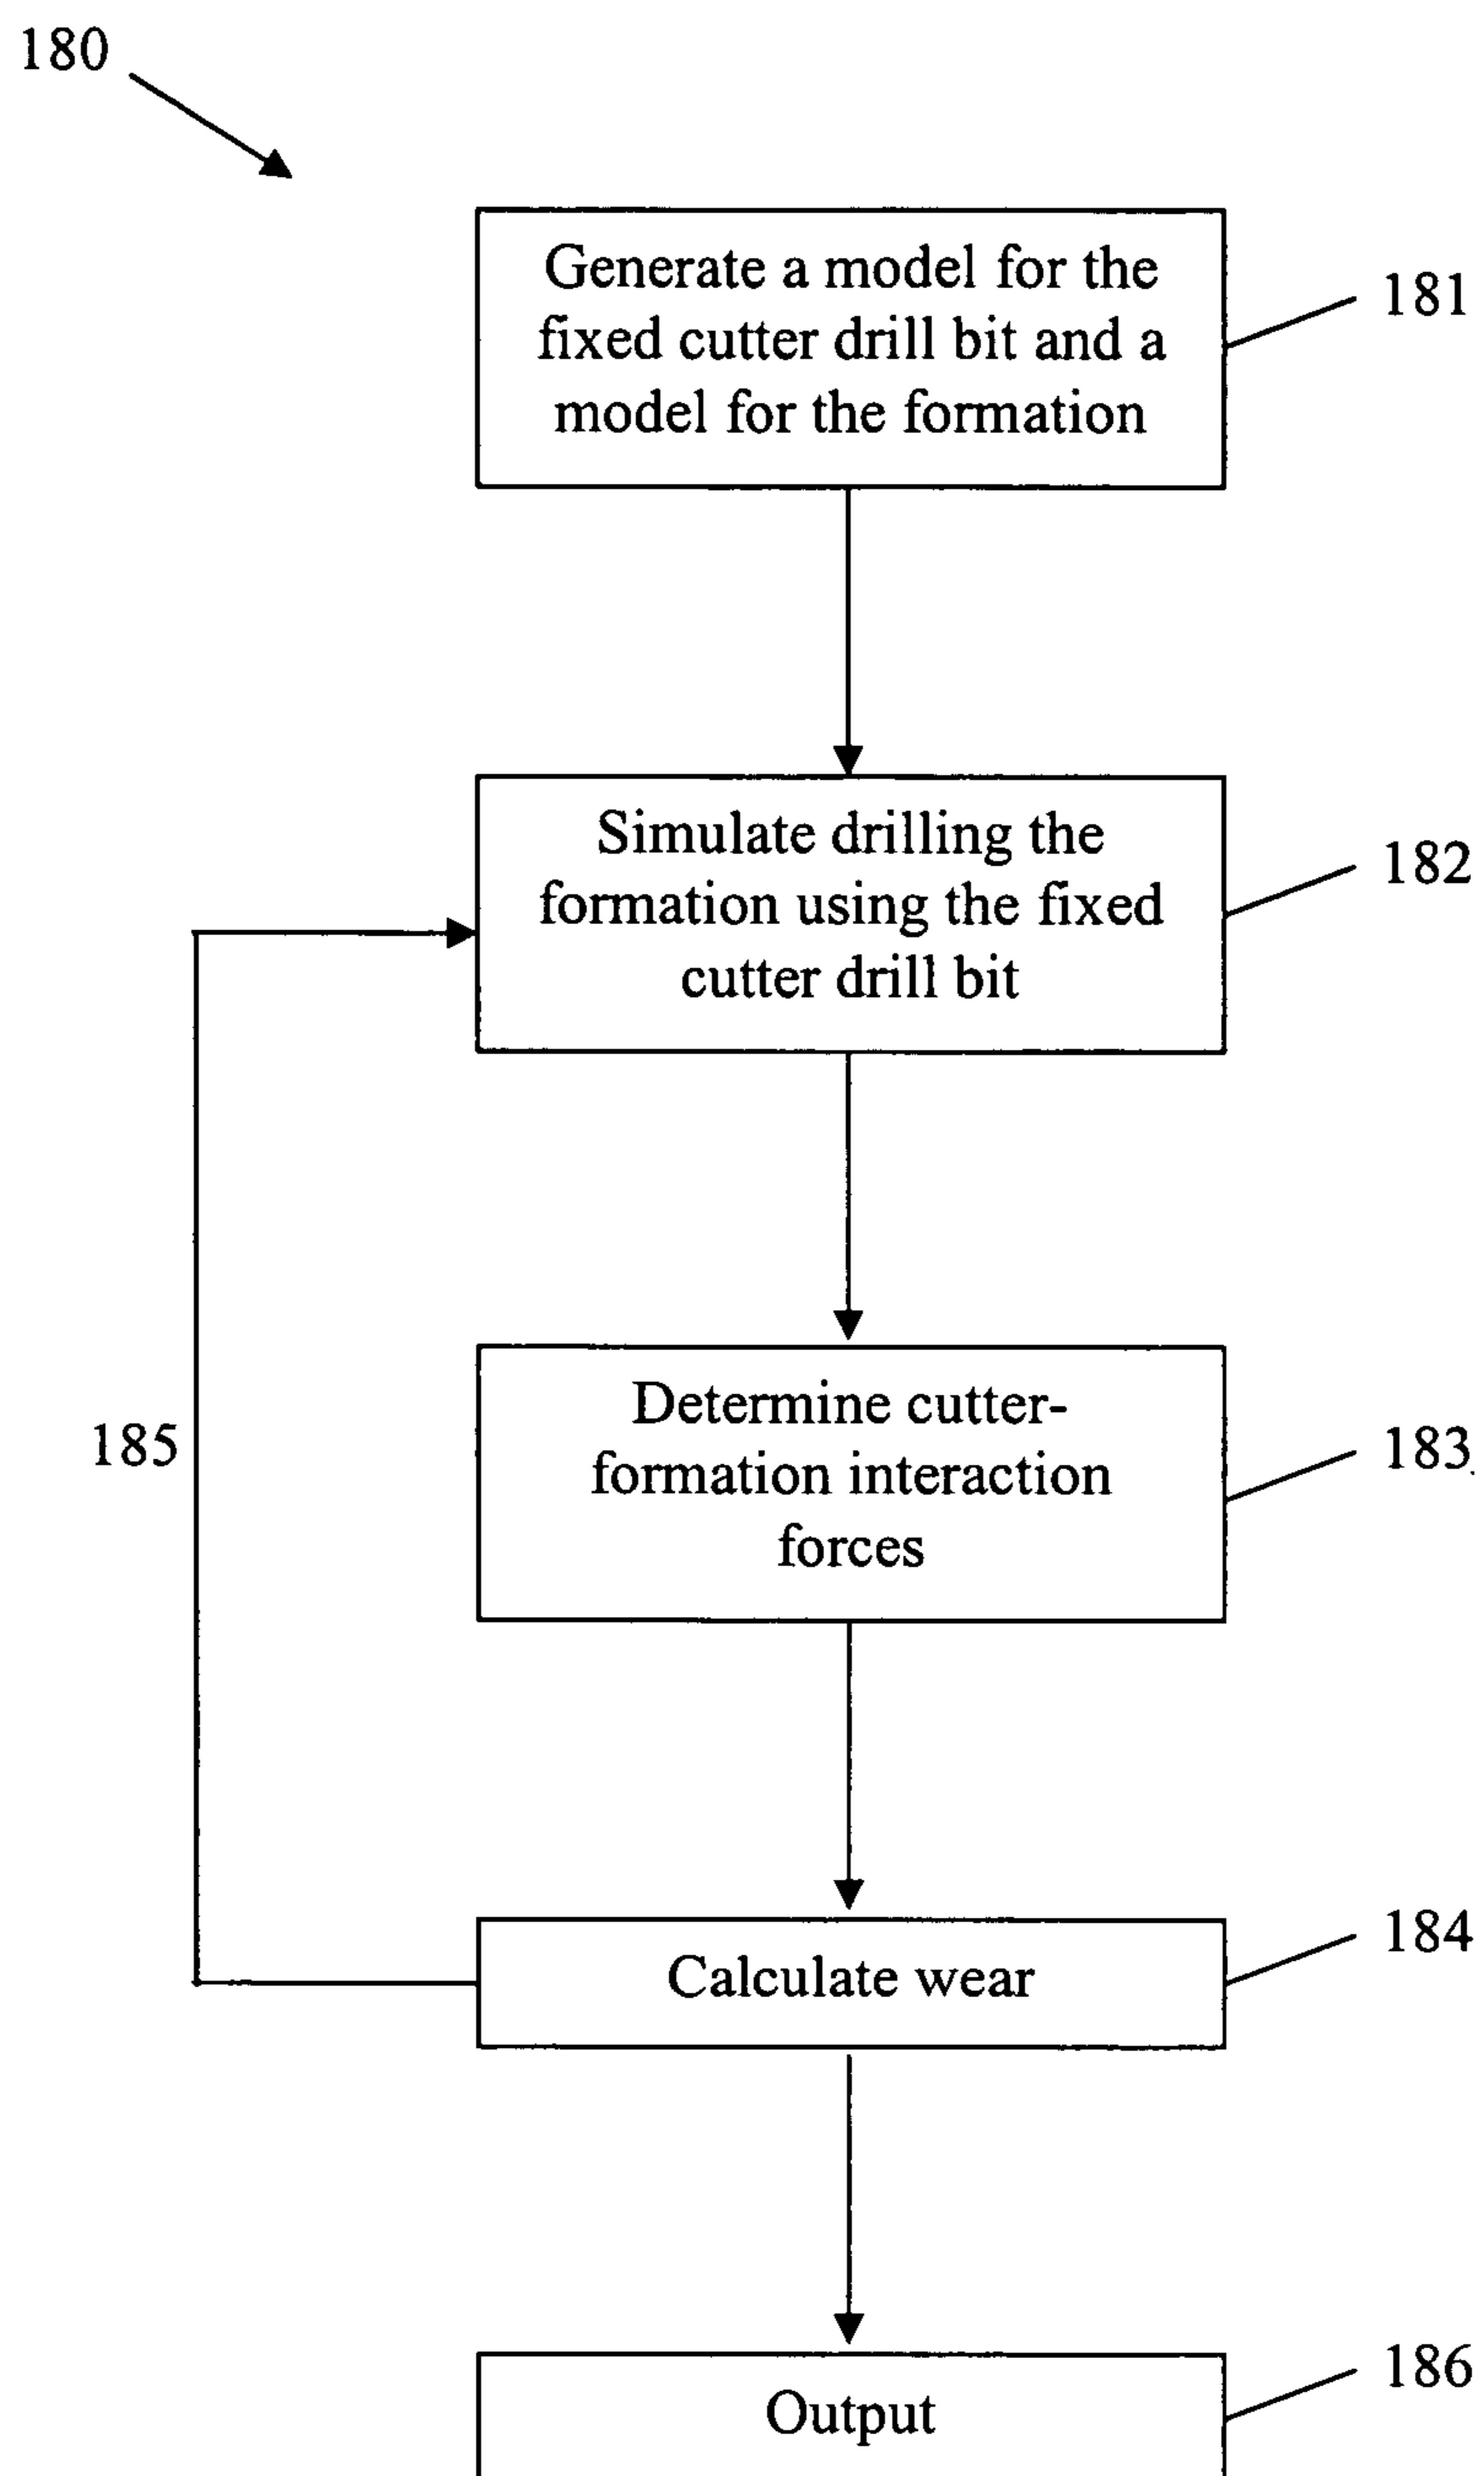 180
Generate a model for the
fixed cutter drill bit and a
model for the formation
181
Simulate drilling the
formation using the fixed
cutter drill bit
182
Determine cutter-
formation interaction
forces
183
185
Calculate wear
184
Output
186